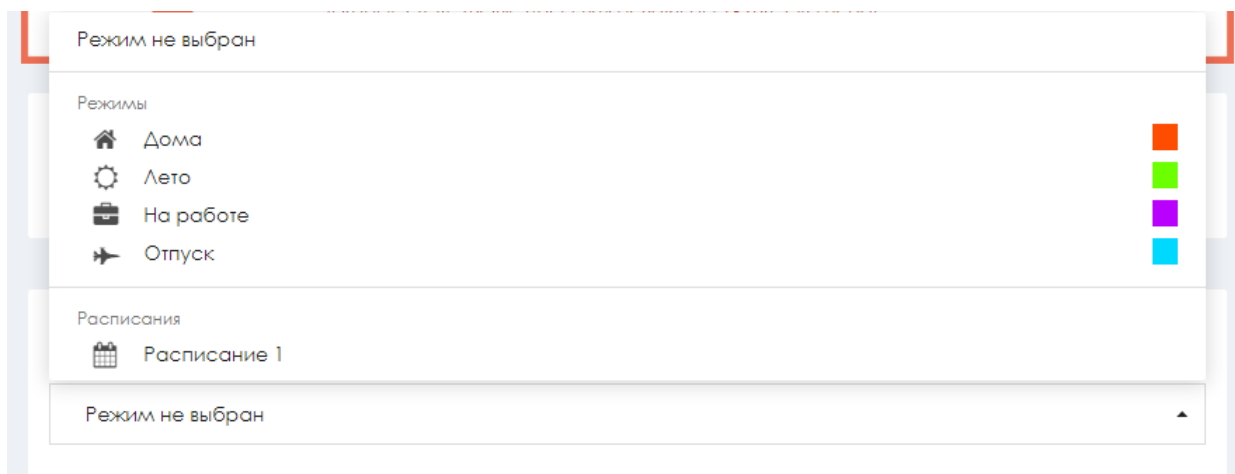 Режим не выбран
Режимы
Дома
Лето
На работе
Отпуск
Расписания
Расписание 1
Режим не выбран